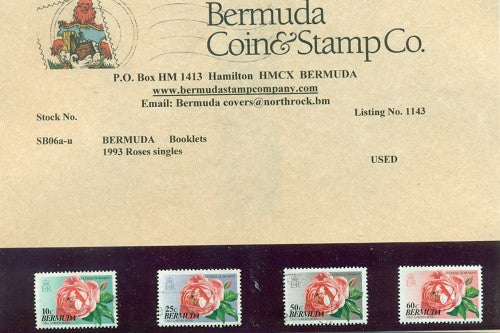 Bermuda
Coin & Stamp Co.
P.O. Box HM 1413 Hamilton HMCX BERMUDA
www.bermudastampcompany.com
Email: Bermuda covers@northrock.bm
Stock No. Listing No. 1143
SB06a-u BERMUDA Booklets
1993 Roses singles USED
10c BERMUDA
25c BERMUDA
50c BERMUDA
60c BERMUDA